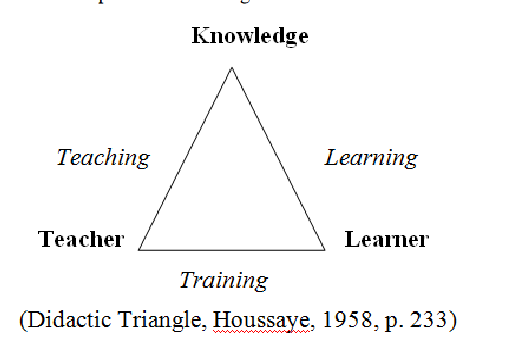 Knowledge
Teaching Learning
Teacher Learner
Training
(Didactic Triangle, Houssaye, 1958, p. 233)